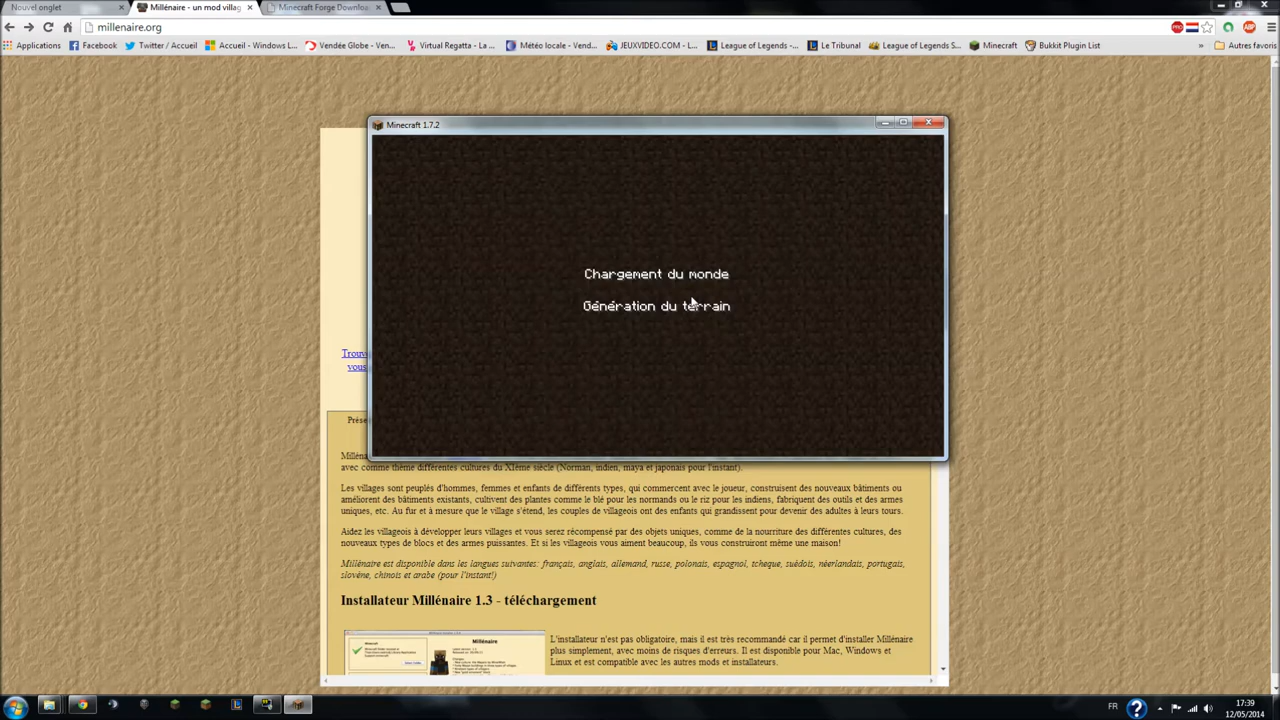 Nouvel onglet
Millénaire - un mod villag
Minecraft Forge Downloa
millenaire.org
Applications
Facebook
Twitter / Accueil
Accueil - Windows L...
Vendée Globe - Ven...
Virtual Regatta - La ...
Météo locale - Vend...
JEUXVIDEO.COM - L...
League of Legends -...
Le Tribunal
League of Legends S...
Minecraft
Bukkit Plugin List
»
Autres favoris
Minecraft 1.7.2
Chargement du monde
Génération du terrain
Trouv
vous
Prése
Milléna
avec comme thème différentes cultures du XIème siècle (Norman, indien, maya et japonais pour l'instant).
Les villages sont peuplés d'hommes, femmes et enfants de différents types, qui commercent avec le joueur, construisent des nouveaux bâtiments ou
améliorent des bâtiments existants, cultivent des plantes comme le blé pour les normands ou le riz pour les indiens, fabriquent des outils et des armes
uniques, etc. Au fur et à mesure que le village s'étend, les couples de villageois ont des enfants qui grandissent pour devenir des adultes à leurs tours.
Aidez les villageois à développer leurs villages et vous serez récompensé par des objets uniques, comme de la nourriture des différentes cultures, des
nouveaux types de blocs et des armes puissantes. Et si les villageois vous aiment beaucoup, ils vous construiront même une maison!
Millénaire est disponible dans les langues suivantes: français, anglais, allemand, russe, polonais, espagnol, tcheque, suèdois, néerlandais, portugais,
slovène, chinois et arabe (pour l'instant!)
Installateur Millénaire 1.3 - téléchargement
Millénaire
L'installateur n'est pas obligatoire, mais il est très recommandé car il permet d'installer Millénaire
plus simplement, avec moins de risques d'erreurs. Il est disponible pour Mac, Windows et
Linux et est compatible avec les autres mods et installateurs.
FR
17:39
12/05/2014